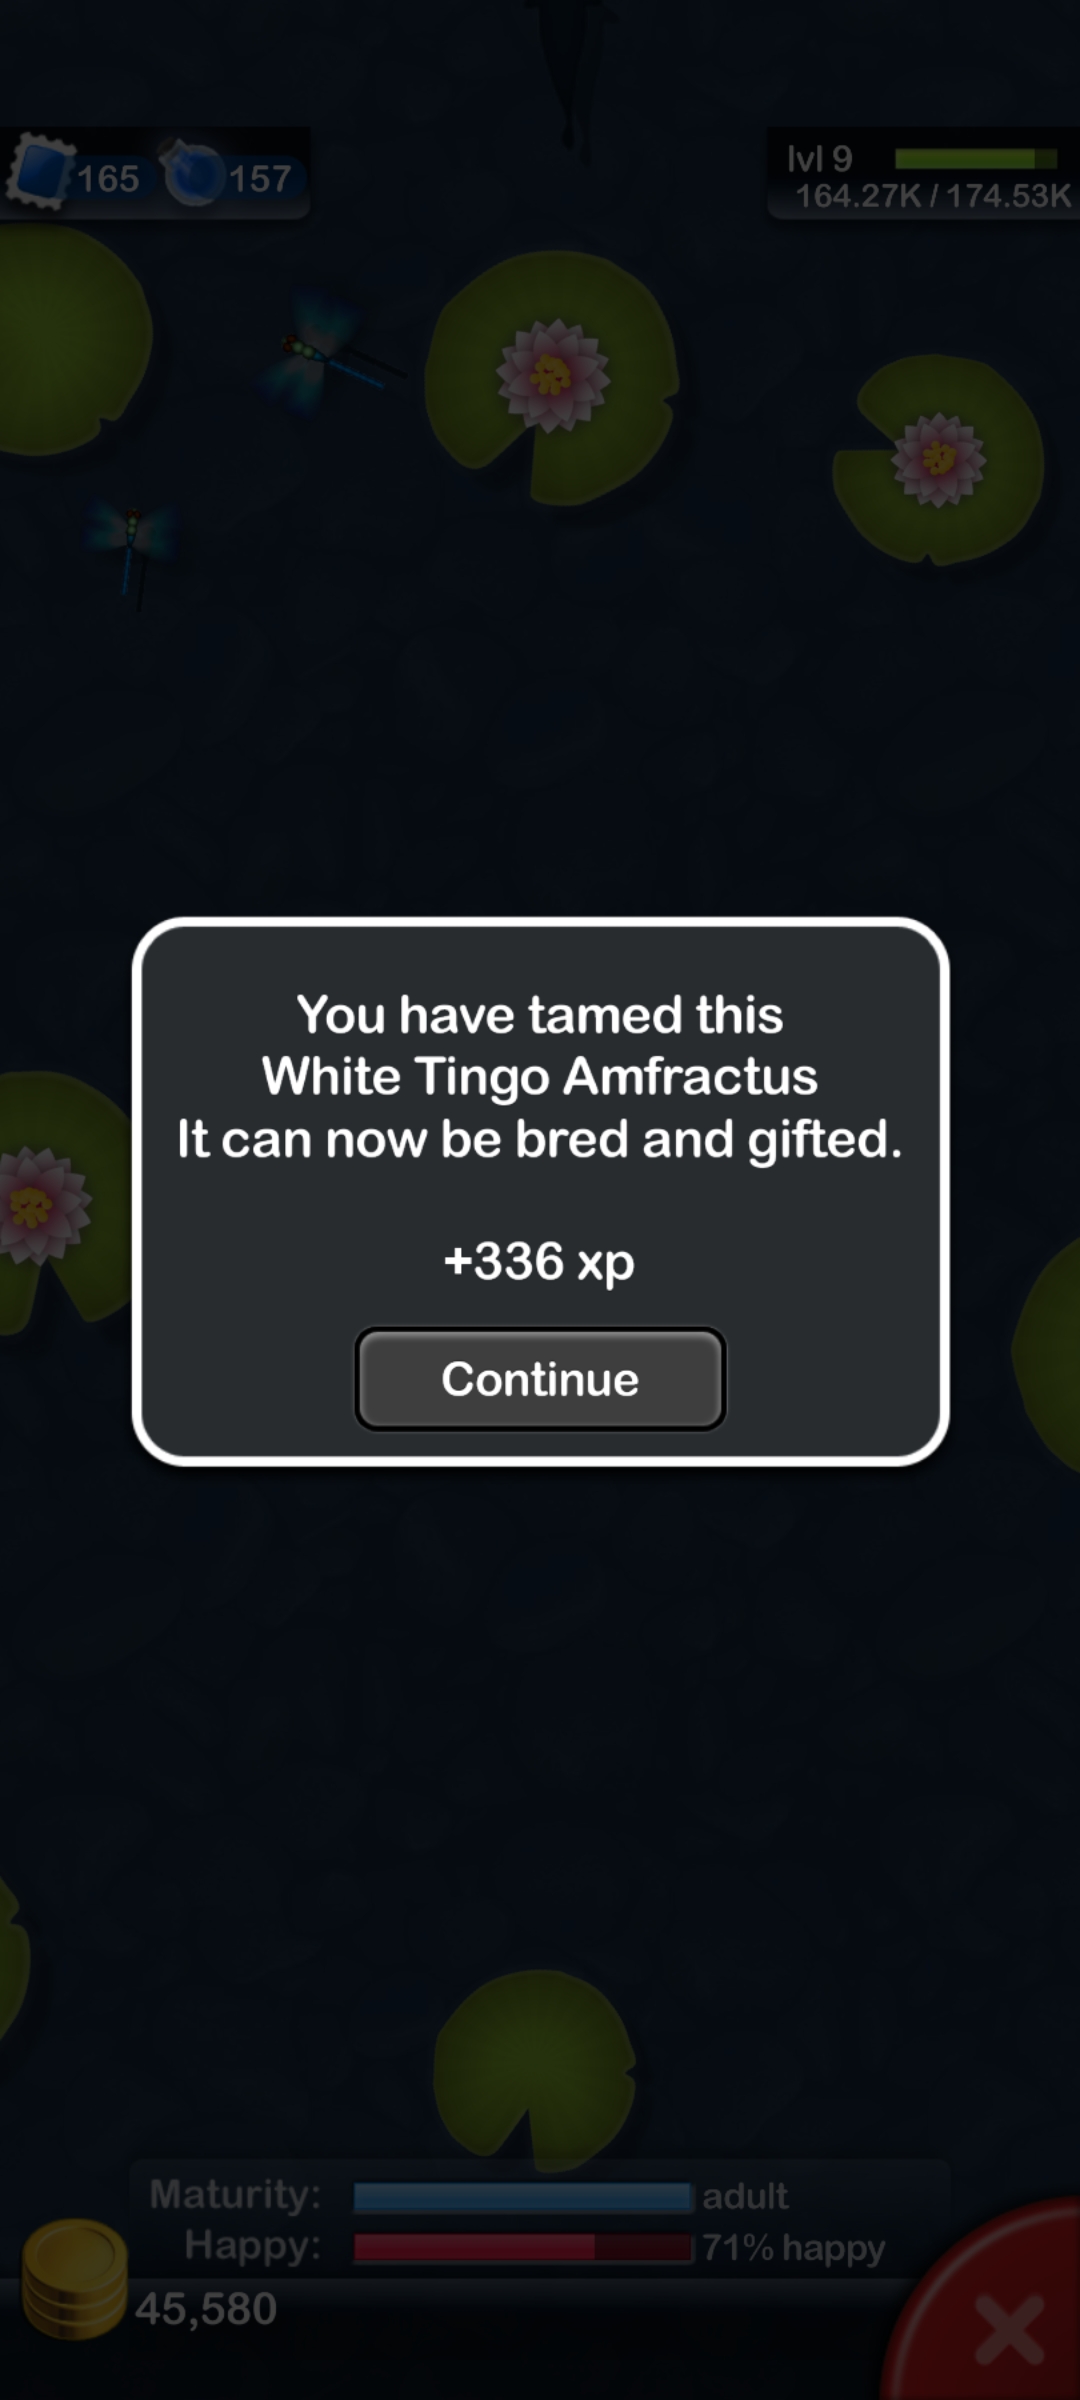 165 157
lvl 9
164.27K / 174.53K
You have tamed this
White Tingo Amfractus
It can now be bred and gifted.
+336 xp
Continue
Maturity: adult
Happy: 71% happy
45,580